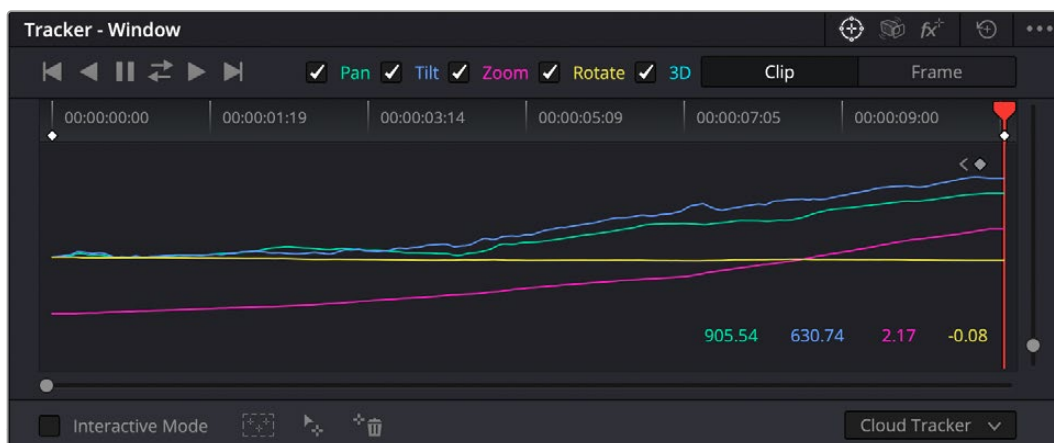 Tracker - Window
Pan Tilt Zoom Rotate 3D Clip Frame
00:00:00:00 00:00:01:19 00:00:03:14 00:00:05:09 00:00:07:05 00:00:09:00
905.54 630.74 2.17 -0.08
Interactive Mode Cloud Tracker